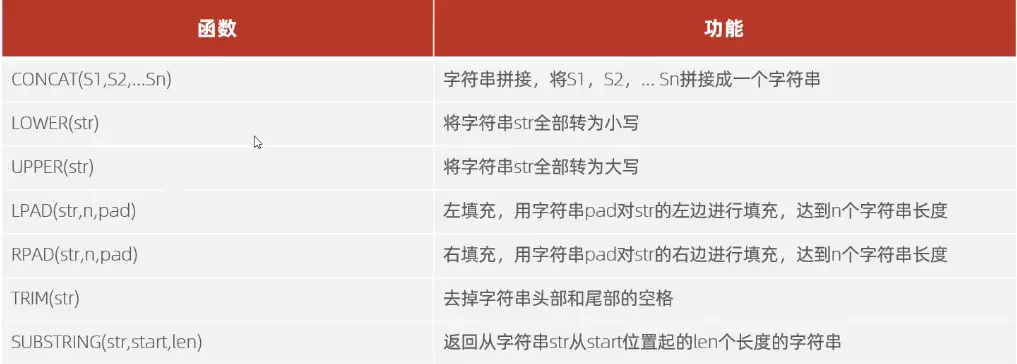 函数 功能
CONCAT(S1,S2,...Sn) 字符串拼接，将S1，S2，... Sn拼接成一个字符串
LOWER(str) 将字符串str全部转为小写
UPPER(str) 将字符串str全部转为大写
LPAD(str,n,pad) 左填充，用字符串pad对str的左边进行填充，达到n个字符串长度
RPAD(str,n,pad) 右填充，用字符串pad对str的右边进行填充，达到n个字符串长度
TRIM(str) 去掉字符串头部和尾部的空格
SUBSTRING(str,start,len) 返回从字符串str从start位置起的len个长度的字符串